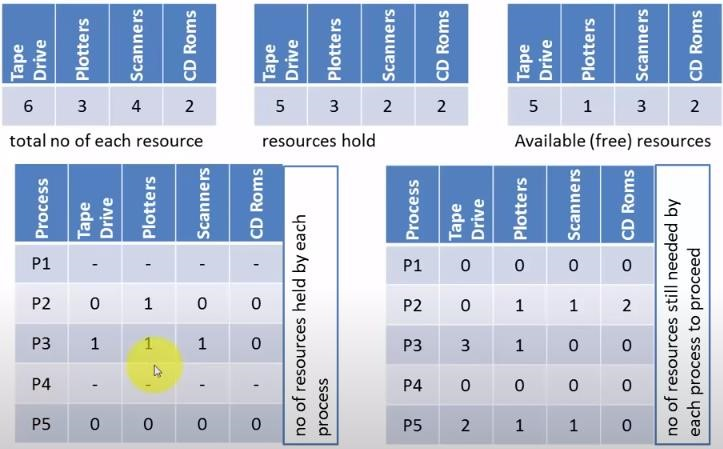 Tape Drive Plotters Scanners CD Roms
6 3 4 2
total no of each resource
Tape Drive Plotters Scanners CD Roms
5 3 2 2
resources hold
Tape Drive Plotters Scanners CD Roms
5 1 3 2
Available (free) resources
Process Tape Drive Plotters Scanners CD Roms
P1 - - - -
P2 0 1 0 0
P3 1 1 1 0
P4 - - - -
P5 0 0 0 0
no of resources held by each
process
Process Tape Drive Plotters Scanners CD Roms
P1 0 0 0 0
P2 0 1 1 2
P3 3 1 0 0
P4 0 0 0 0
P5 2 1 1 0
no of resources still needed by
each process to proceed